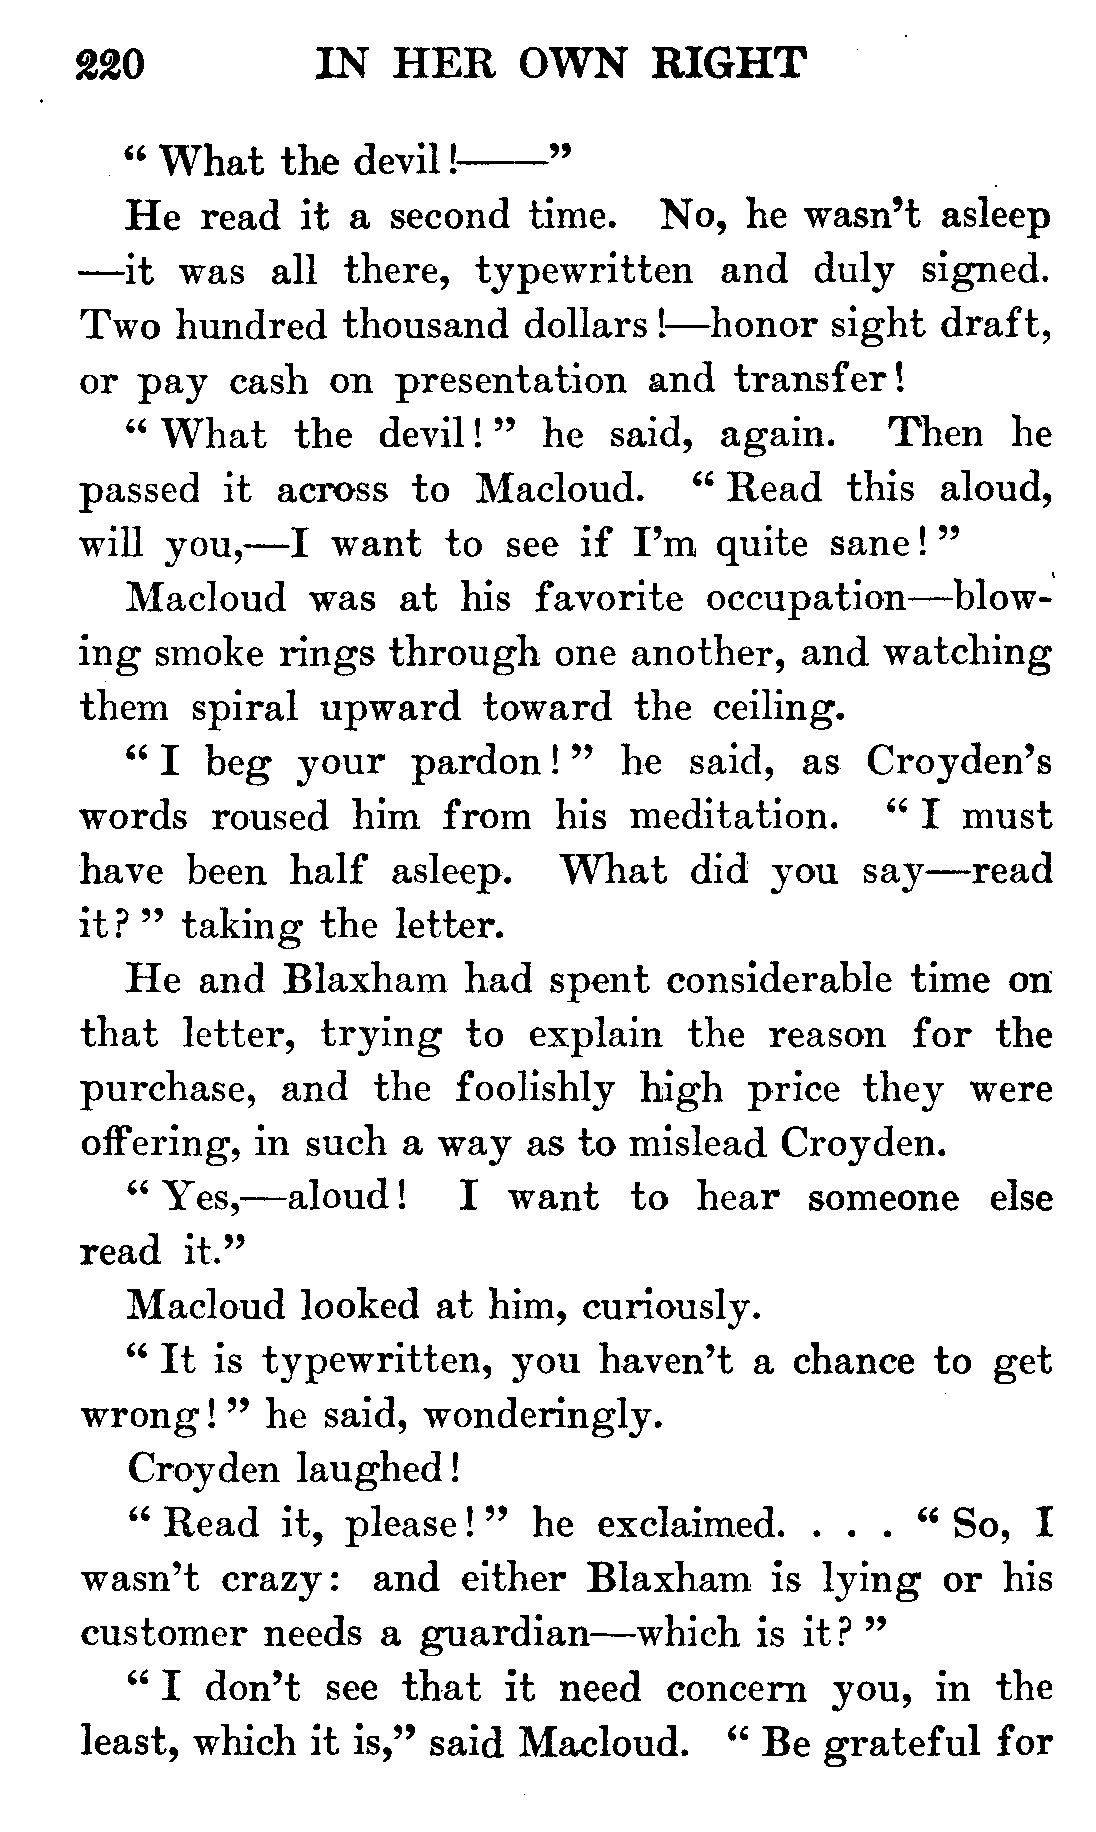 220 IN HER OWN RIGHT
“ What the devil !——”
He read it a second time. No, he wasn’t asleep
—it was all there, typewritten and duly signed.
Two hundred thousand dollars !—honor sight draft,
or pay cash on presentation and transfer !
“ What the devil ! ” he said, again. Then he
passed it across to Macloud. “ Read this aloud,
will you,—I want to see if I’m quite sane ! ”
Macloud was at his favorite occupation—blow-
ing smoke rings through one another, and watching
them spiral upward toward the ceiling.
“ I beg your pardon ! ” he said, as Croyden’s
words roused him from his meditation. “ I must
have been half asleep. What did you say—read
it ? ” taking the letter.
He and Blaxham had spent considerable time on
that letter, trying to explain the reason for the
purchase, and the foolishly high price they were
offering, in such a way as to mislead Croyden.
“ Yes,—aloud ! I want to hear someone else
read it.”
Macloud looked at him, curiously.
“ It is typewritten, you haven’t a chance to get
wrong ! ” he said, wonderingly.
Croyden laughed !
“ Read it, please ! ” he exclaimed. . . . “ So, I
wasn’t crazy : and either Blaxham is lying or his
customer needs a guardian—which is it ? ”
“ I don’t see that it need concern you, in the
least, which it is,” said Macloud. “ Be grateful for